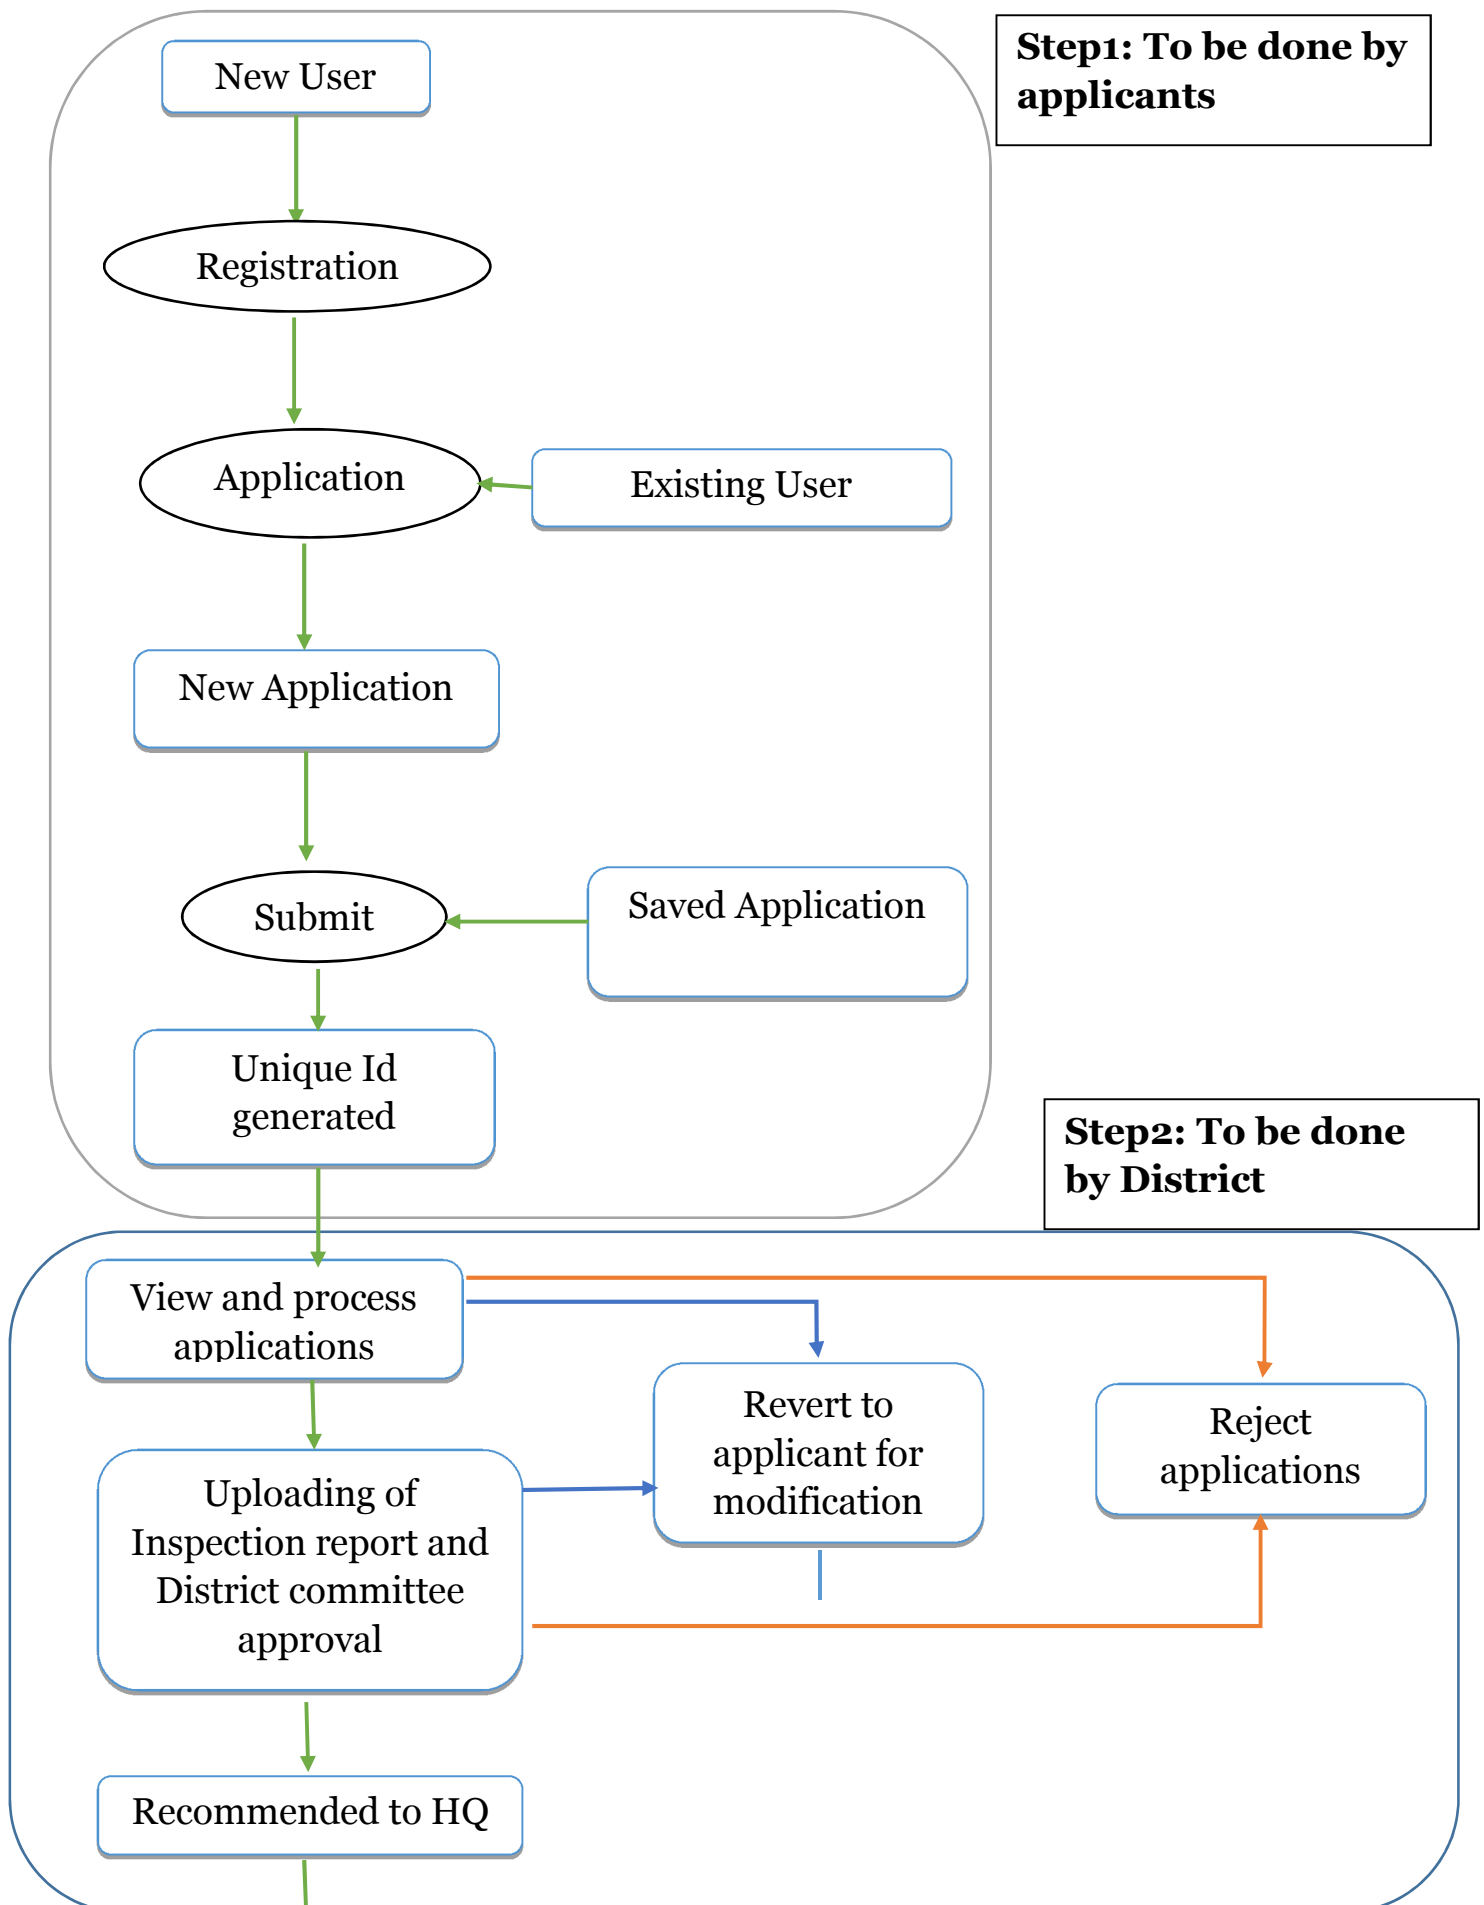 New User
Step1: To be done by
applicants
Registration
Application
Existing User
New Application
Submit
Saved Application
Unique Id
generated
Step2: To be done
by District
View and process
applications
Revert to
applicant for
modification
Reject
applications
Uploading of
Inspection report and
District committee
approval
Recommended to HQ